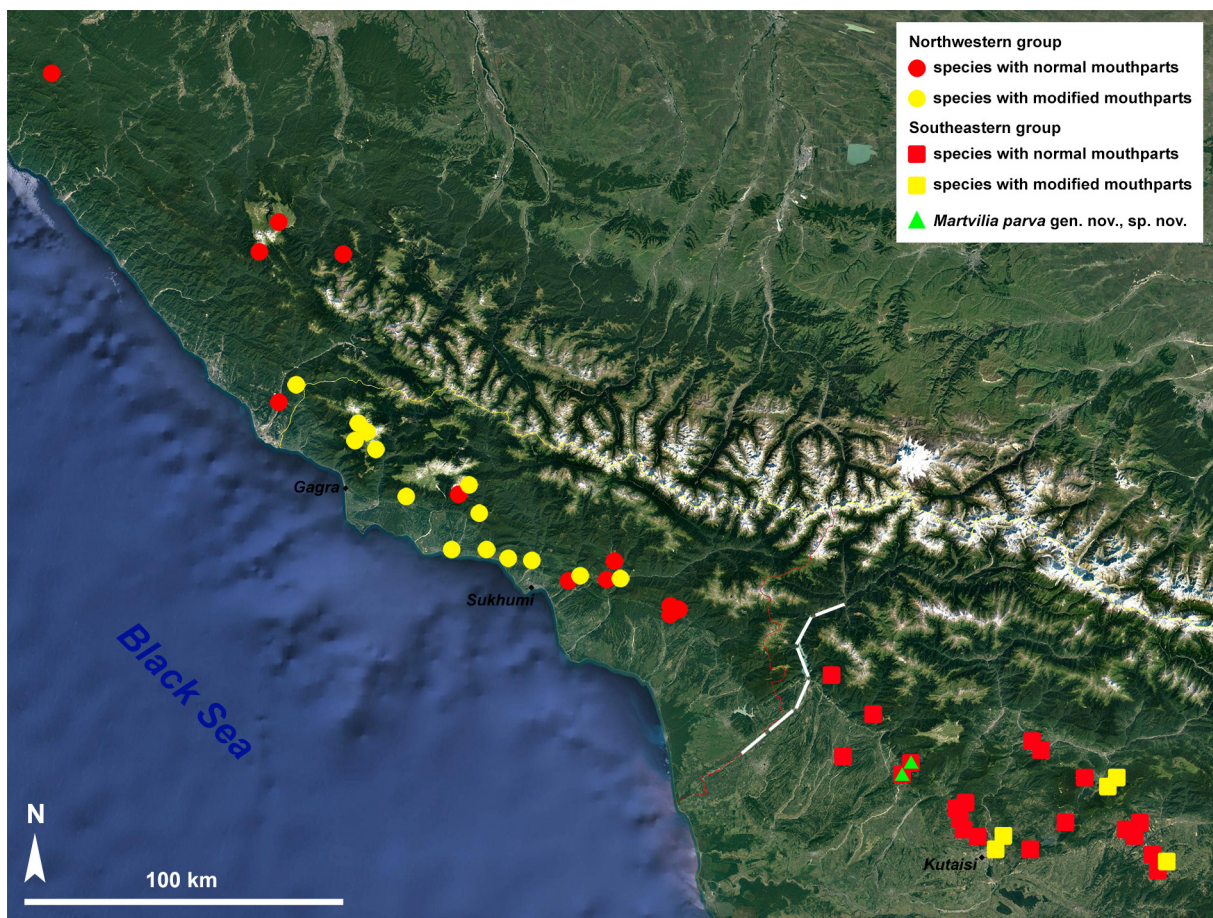 Northwestern group
species with normal mouthparts
species with modified mouthparts
Southeastern group
species with normal mouthparts
species with modified mouthparts
Martvilia parva gen. nov., sp. nov.
Gagra
Sukhumi
Black Sea
Kutaisi
N
100 km